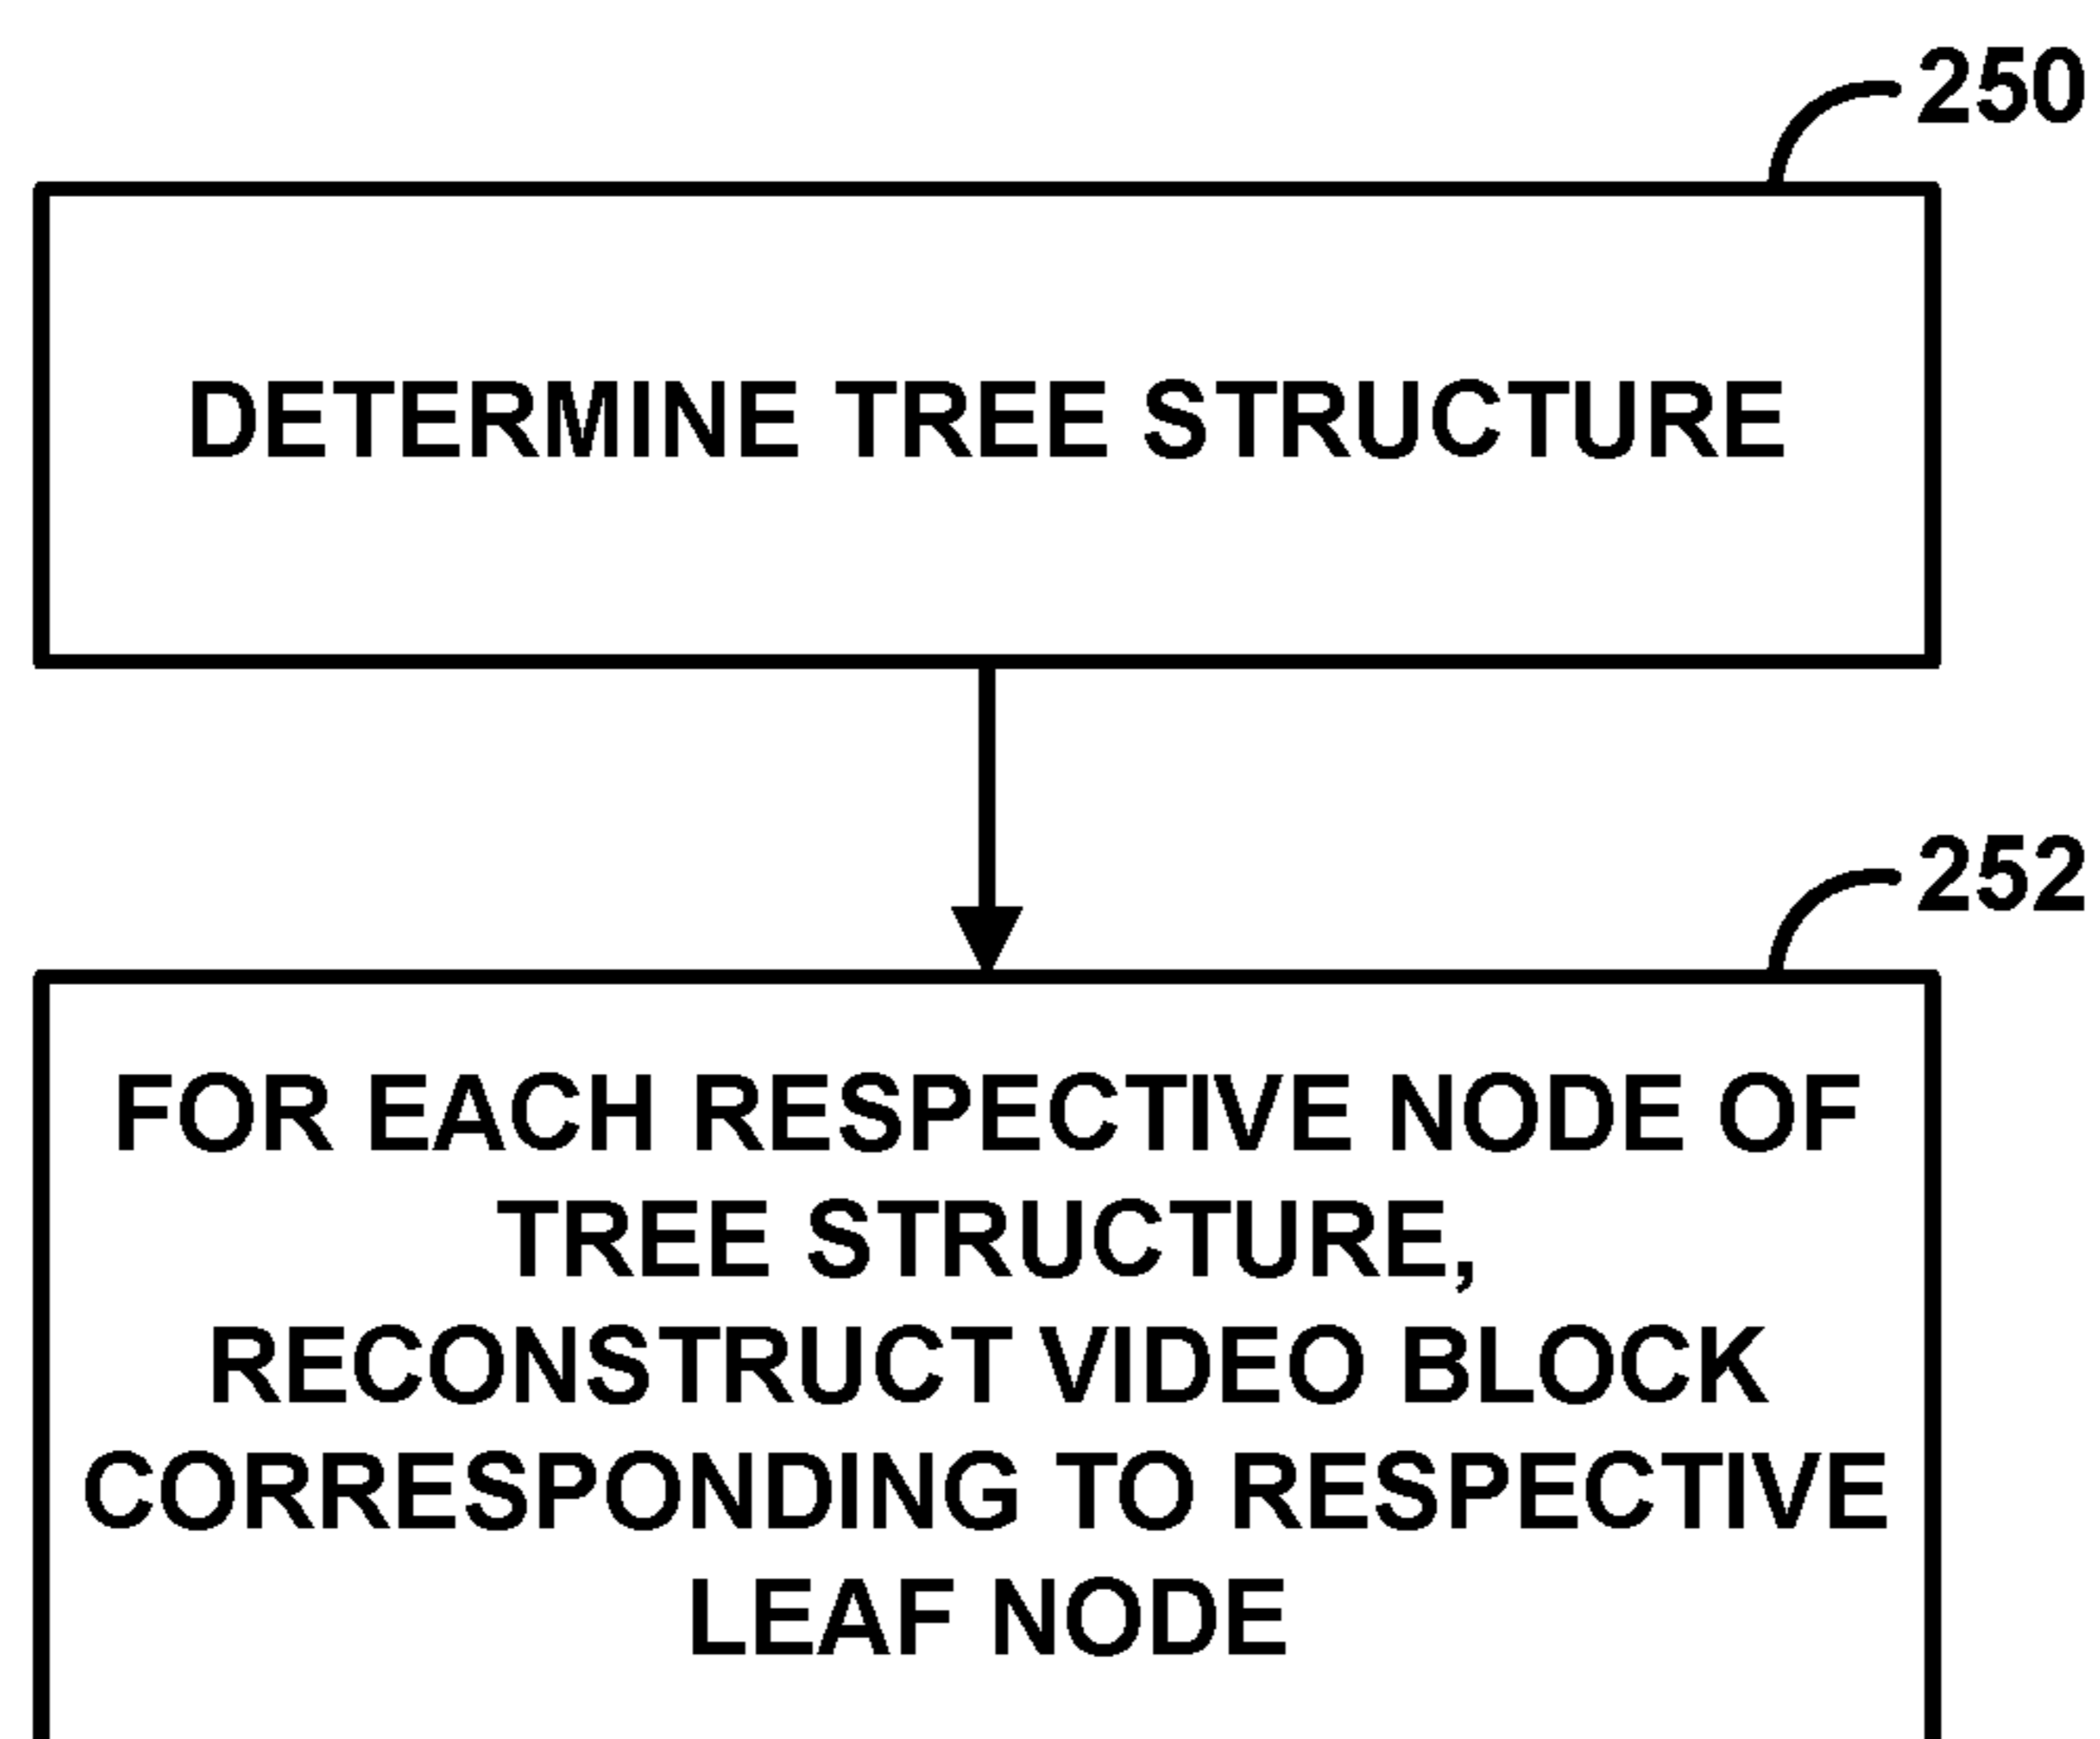 250
DETERMINE TREE STRUCTURE
252
FOR EACH RESPECTIVE NODE OF
TREE STRUCTURE,
RECONSTRUCT VIDEO BLOCK
CORRESPONDING TO RESPECTIVE
LEAF NODE